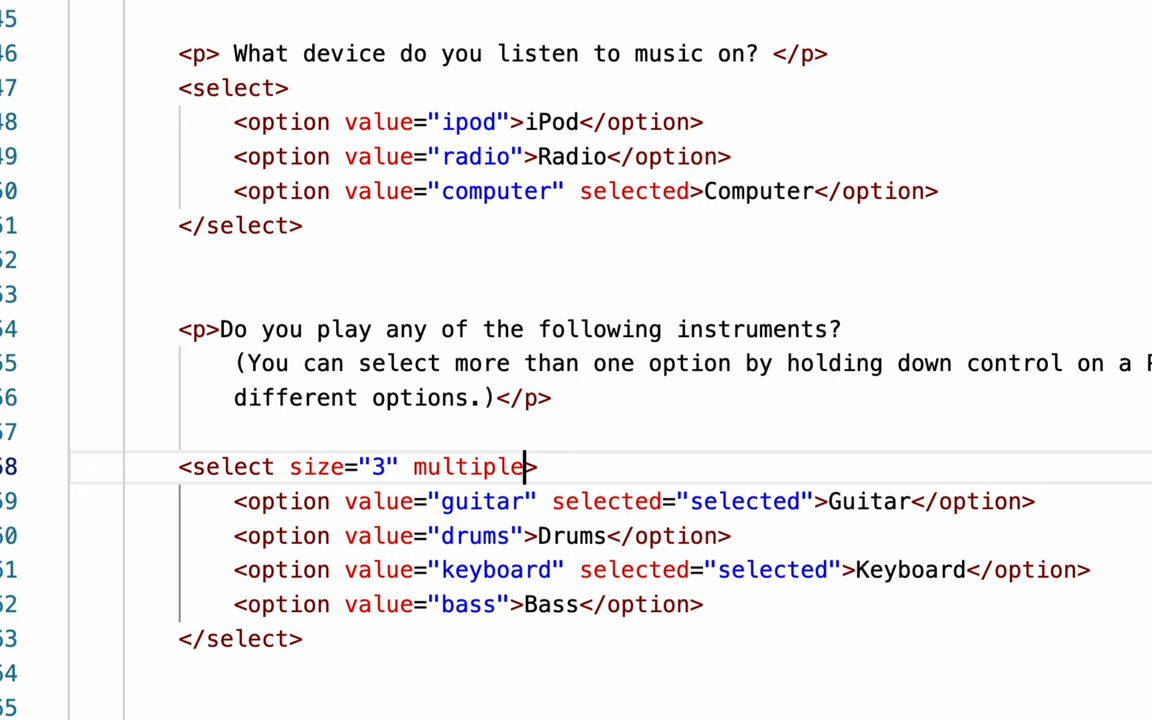 45
46 <p> What device do you listen to music on? </p>
47 <select>
48 <option value="ipod">iPod</option>
49 <option value="radio">Radio</option>
50 <option value="computer" selected>Computer</option>
51 </select>
52
53
54 <p>Do you play any of the following instruments?
55 (You can select more than one option by holding down control on a
56 different options.)</p>
57
58 <select size="3" multiple>
59 <option value="guitar" selected="selected">Guitar</option>
60 <option value="drums">Drums</option>
61 <option value="keyboard" selected="selected">Keyboard</option>
62 <option value="bass">Bass</option>
63 </select>
64
65